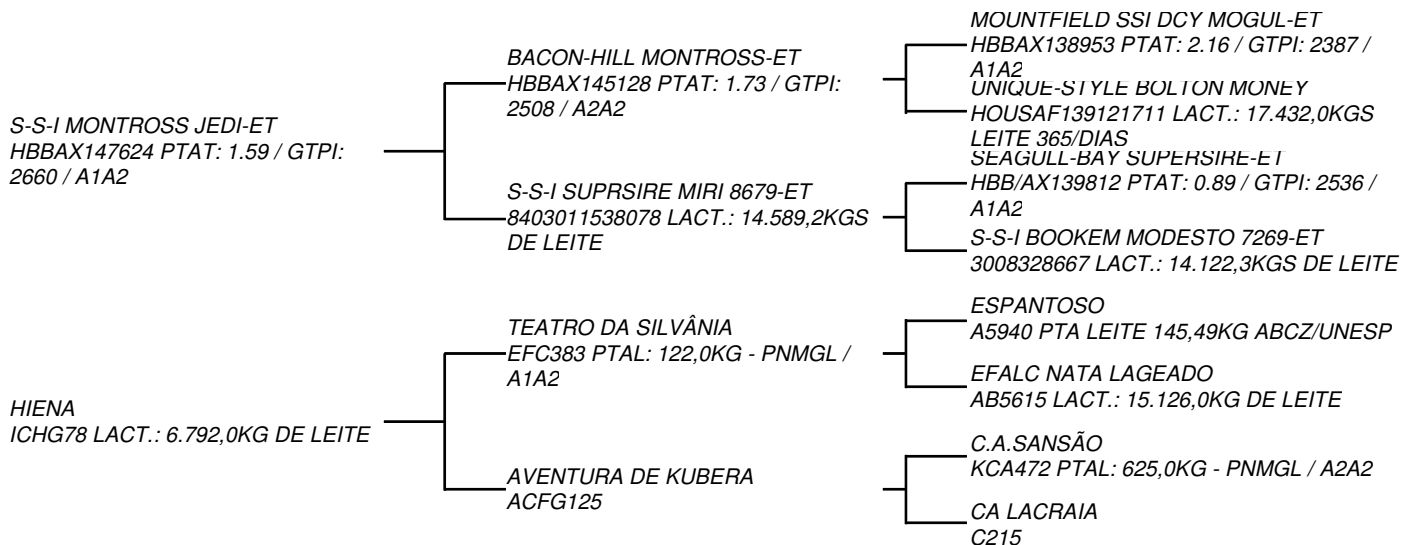 MOUNTFIELD SSI DCY MOGUL-ET
HBBAX138953 PTAT: 2.16 / GTPI: 2387 /
A1A2
BACON-HILL MONTROSS-ET
HBBAX145128 PTAT: 1.73 / GTPI:
2508 / A2A2
UNIQUE-STYLE BOLTON MONEY
HOUSAF139121711 LACT.: 17.432,0KGS
LEITE 365/DIAS
S-S-I MONTROSS JEDI-ET
HBBAX147624 PTAT: 1.59 / GTPI:
2660 / A1A2
SEAGULL-BAY SUPERSIRE-ET
HBB/AX139812 PTAT: 0.89 / GTPI: 2536 /
A1A2
S-S-I SUPRSIRE MIRI 8679-ET
8403011538078 LACT.: 14.589,2KGS
DE LEITE
S-S-I BOOKEM MODESTO 7269-ET
3008328667 LACT.: 14.122,3KGS DE LEITE
ESPANTOSO
A5940 PTA LEITE 145,49KG ABCZ/UNESP
TEATRO DA SILVÂNIA
EFC383 PTAL: 122,0KG - PNMGL /
A1A2
EFALC NATA LAGEADO
AB5615 LACT.: 15.126,0KG DE LEITE
HIENA
ICHG78 LACT.: 6.792,0KG DE LEITE
C.A.SANSÃO
KCA472 PTAL: 625,0KG - PNMGL / A2A2
AVENTURA DE KUBERA
ACFG125
CA LACRAIA
C215